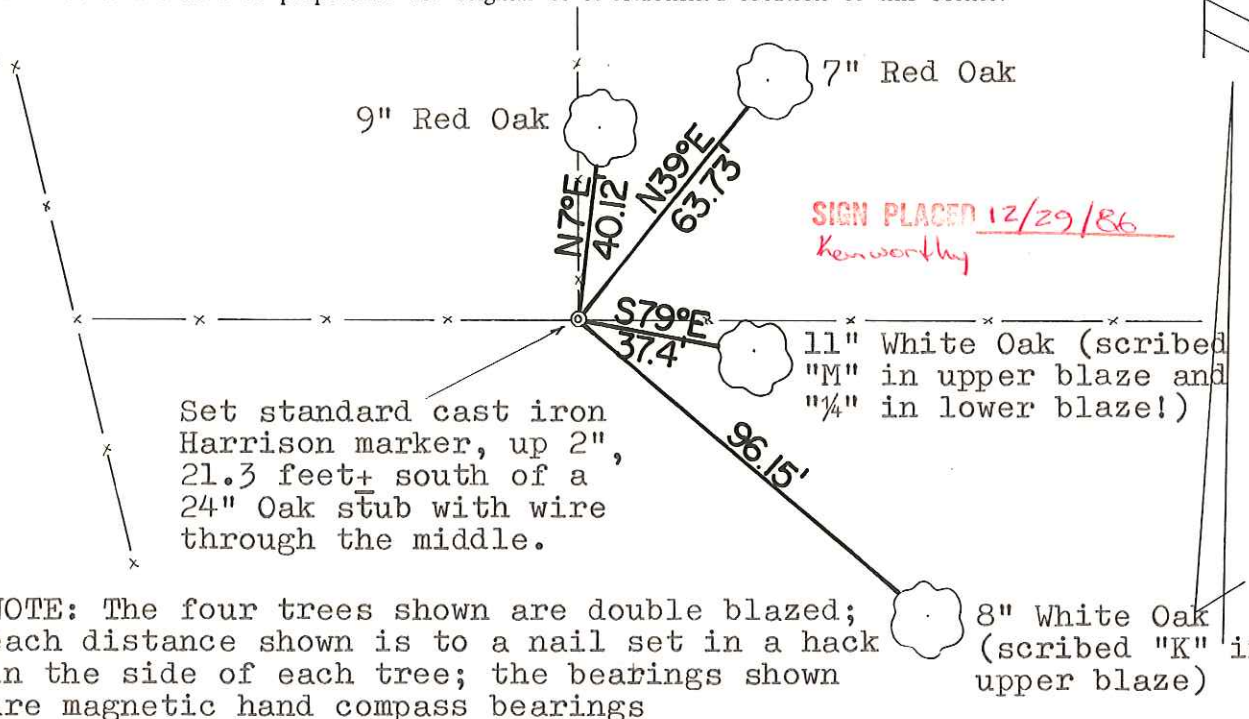 7" Red Oak
9" Red Oak
N7°E
40.12'
N39°E
63.73'
SIGN PLACED 12/29/86
Kenworthy
S79°E
37.4'
11" White Oak (scribed
"M" in upper blaze and
"¼" in lower blaze!)
Set standard cast iron
Harrison marker, up 2",
21.3 feet± south of a
24" Oak stub with wire
through the middle.
96.15'
NOTE: The four trees shown are double blazed;
each distance shown is to a nail set in a hack
in the side of each tree; the bearings shown
are magnetic hand compass bearings
8" White Oak
(scribed "K" in
upper blaze)